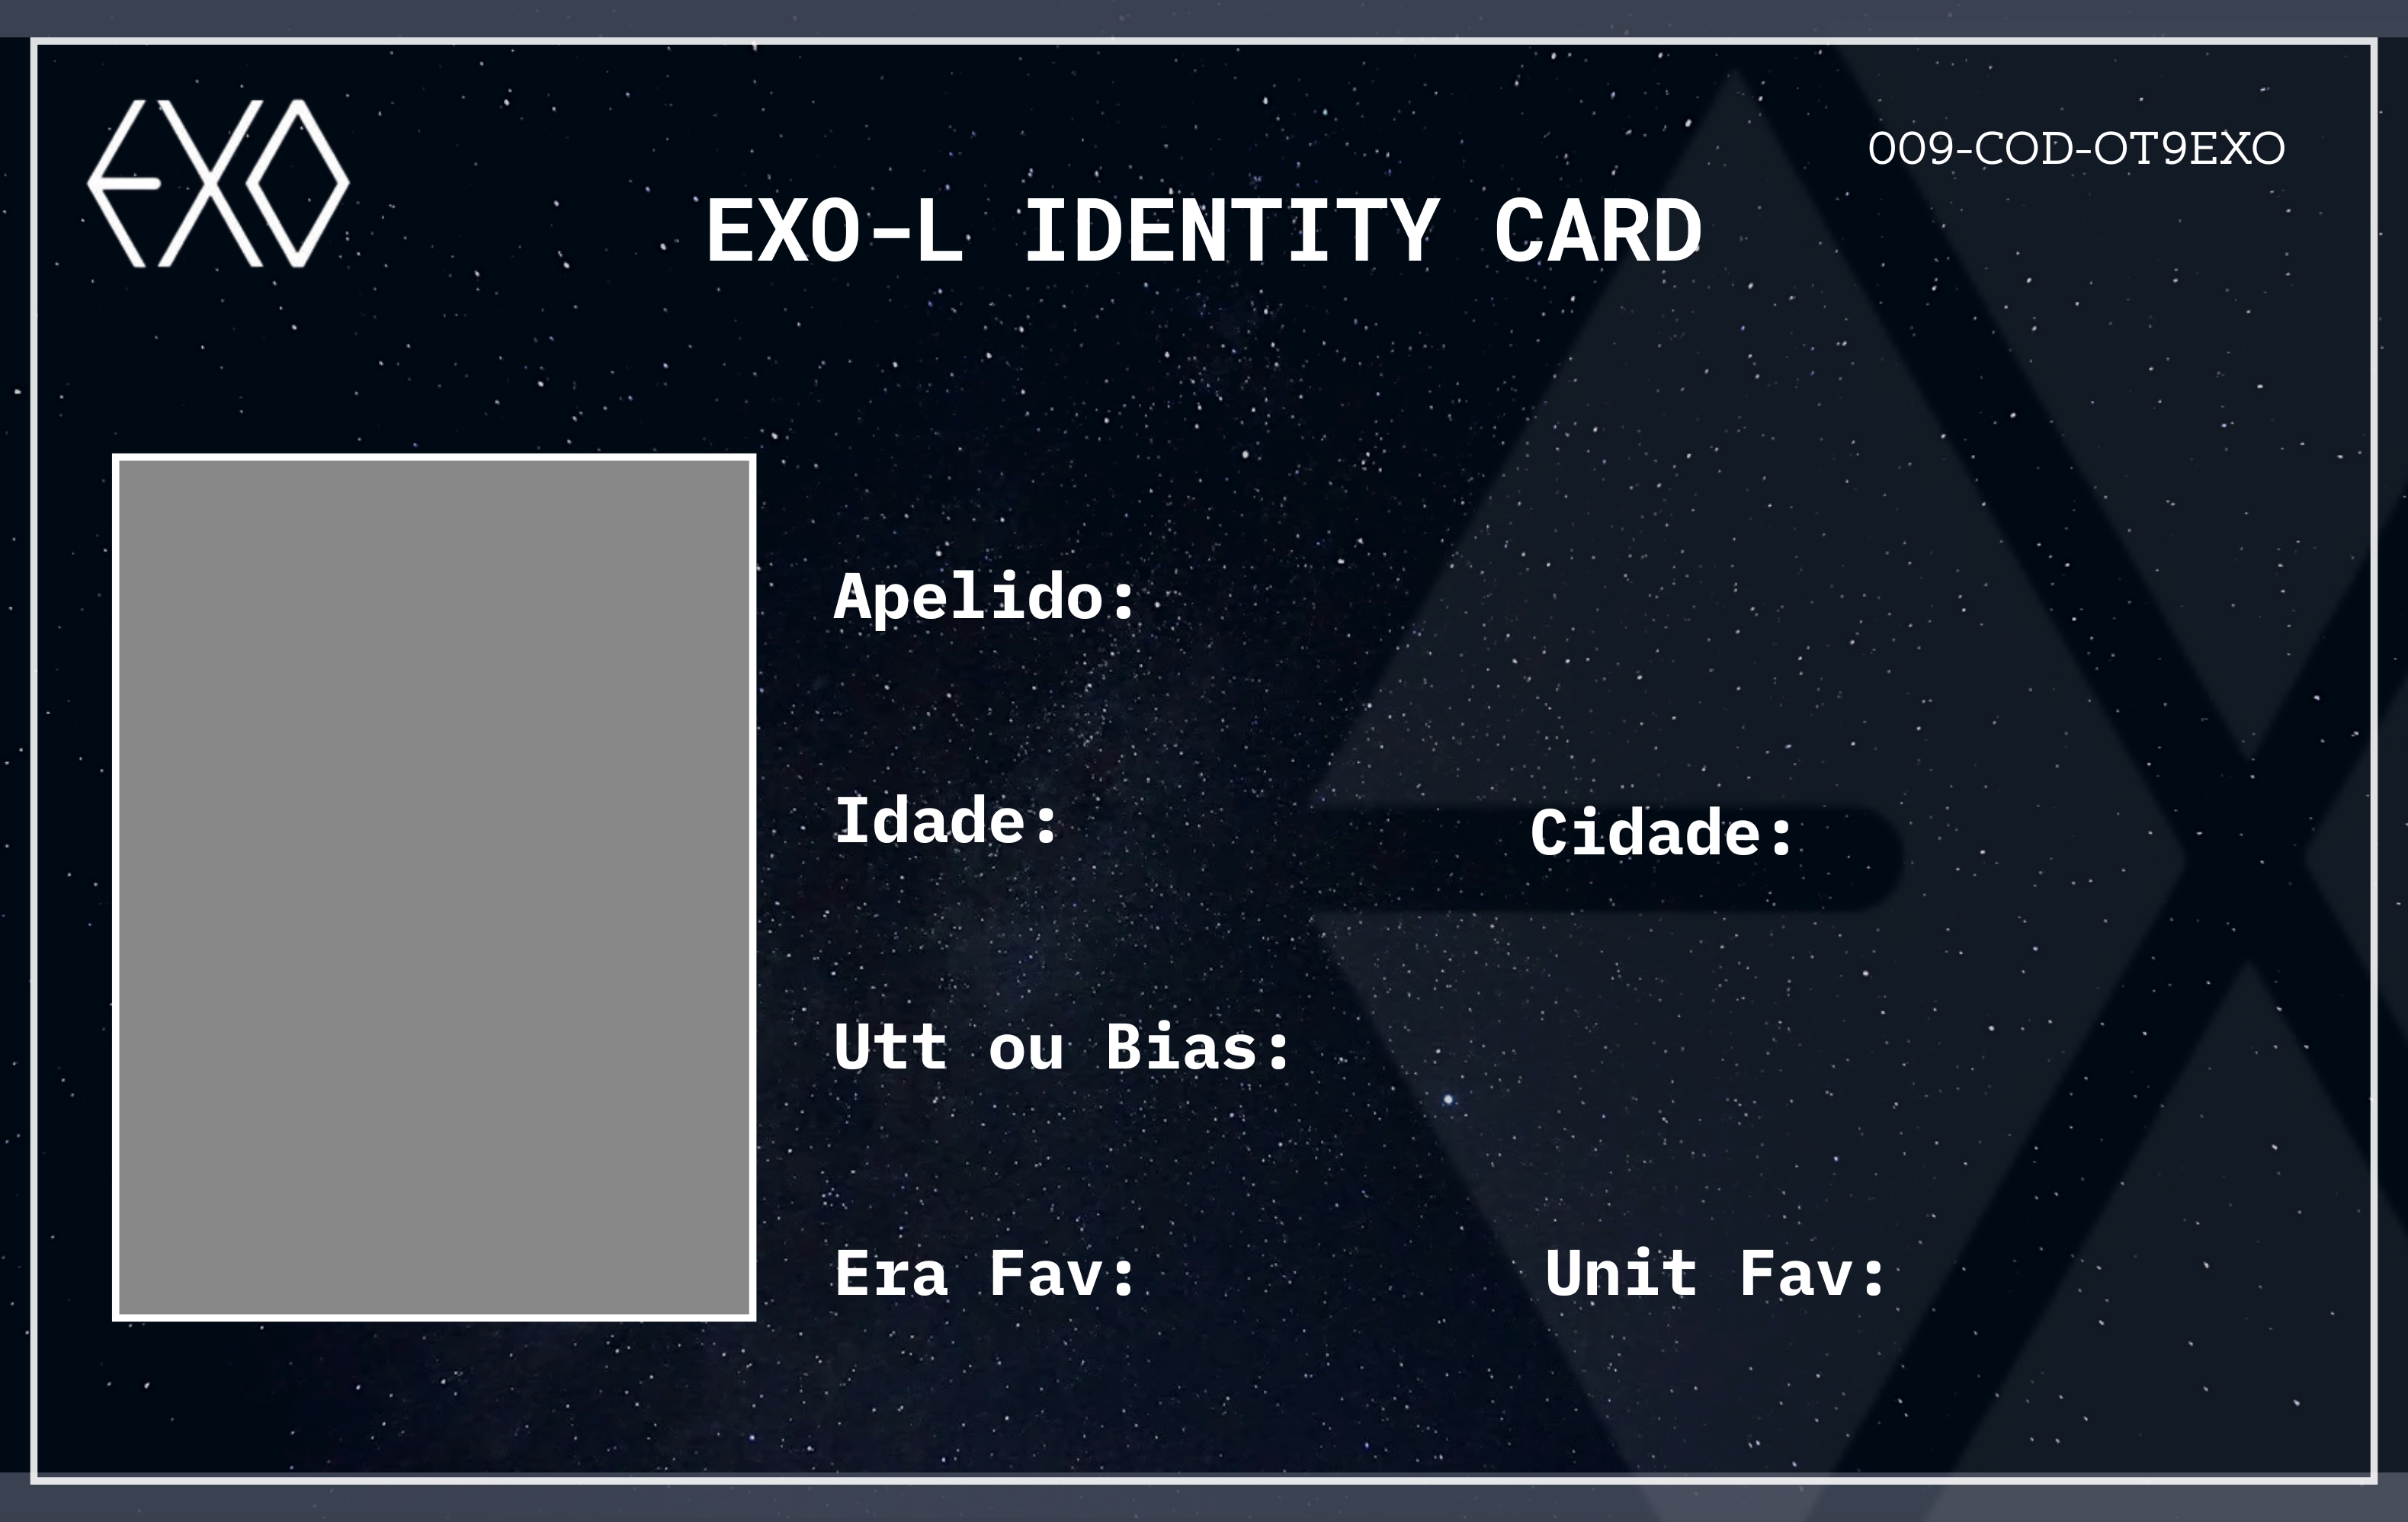 EXO
009-COD-OT9EXO
EXO-L IDENTITY CARD
Apelido:
Idade:
Cidade:
Utt ou Bias:
Era Fav:
Unit Fav: